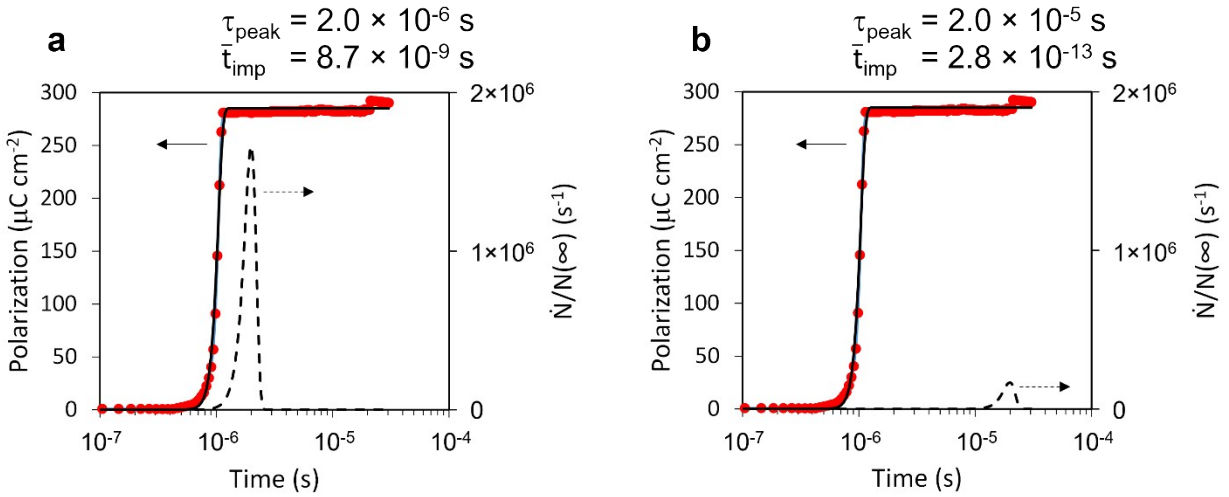 a
τpeak = 2.0 × 10-6 s
t̄imp = 8.7 × 10-9 s
300
250
200
150
100
50
0
Polarization (μC cm-2)
2×106
1×106
0
Ṅ/N(∞) (s-1)
10-7
10-6
10-5
10-4
Time (s)
b
τpeak = 2.0 × 10-5 s
t̄imp = 2.8 × 10-13 s
300
250
200
150
100
50
0
Polarization (μC cm-2)
2×106
1×106
0
Ṅ/N(∞) (s-1)
10-7
10-6
10-5
10-4
Time (s)